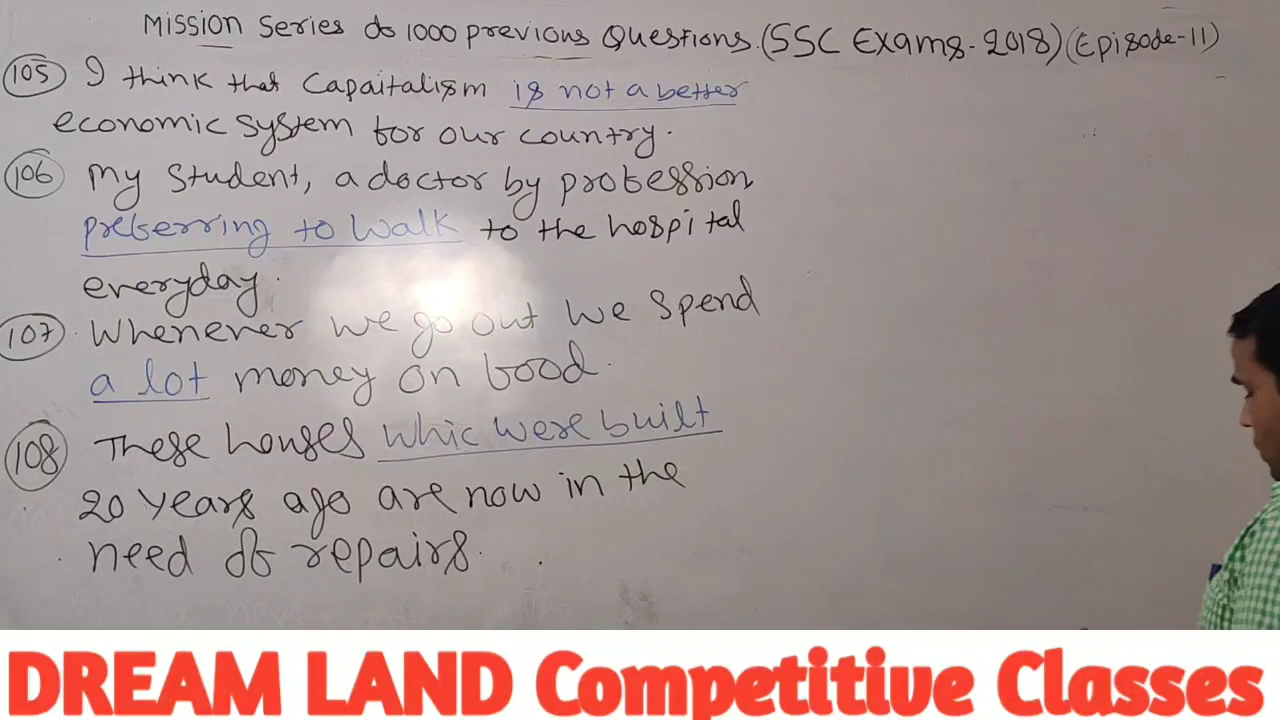 Mission Series of 1000 previous Questions.(SSC Exams-2018)(Episode-11)
105 I think that Capaitalism is not a better
economic system for our country.
106 My student, a doctor by profession
preferring to walk to the hospital
everyday.
107 Whenever we go out we spend
a lot money on food.
108 These houses whic were built
20 years ago are now in the
need of repairs.
DREAM LAND Competitive Classes